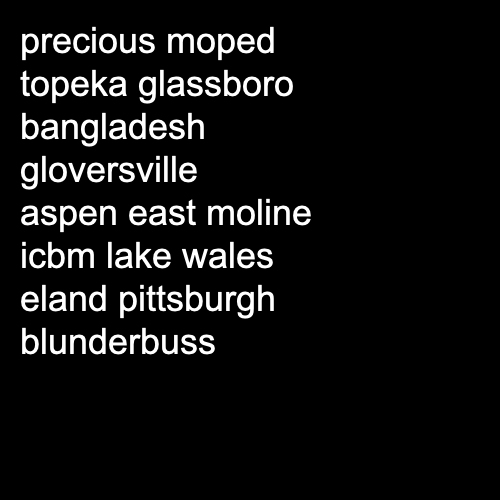 precious moped
topeka glassboro
bangladesh
gloversville
aspen east moline
icbm lake wales
eland pittsburgh
blunderbuss